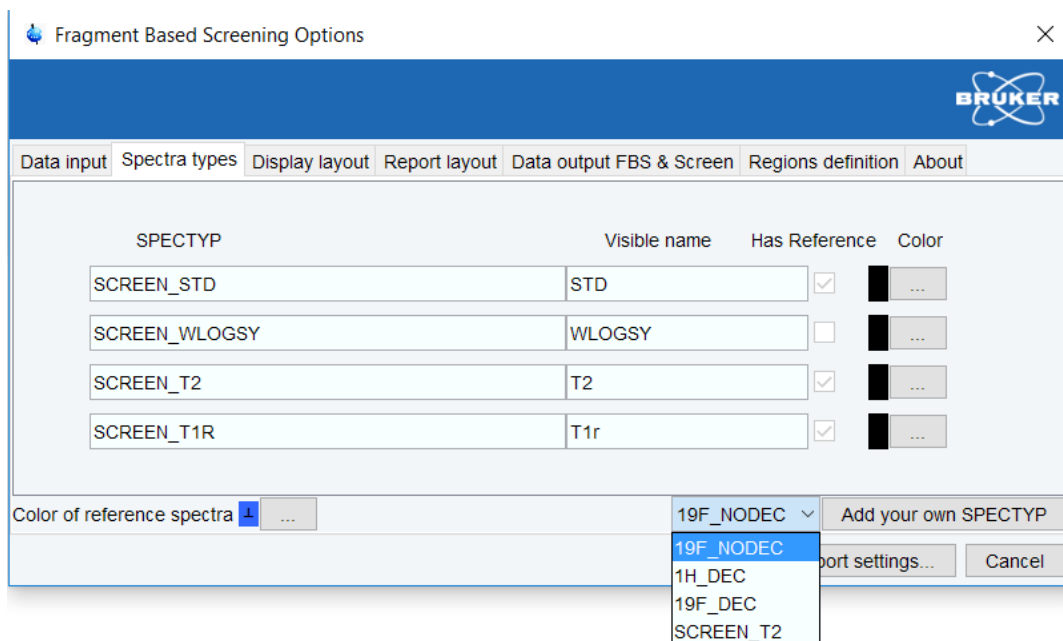 Fragment Based Screening Options
BRUKER
Data input Spectra types Display layout Report layout Data output FBS & Screen Regions definition About
SPECTYP Visible name Has Reference Color
SCREEN_STD STD ...
SCREEN_WLOGSY WLOGSY ...
SCREEN_T2 T2 ...
SCREEN_T1R T1r ...
Color of reference spectra ... 19F_NODEC Add your own SPECTYP
19F_NODEC
port settings... Cancel
1H_DEC
19F_DEC
SCREEN_T2